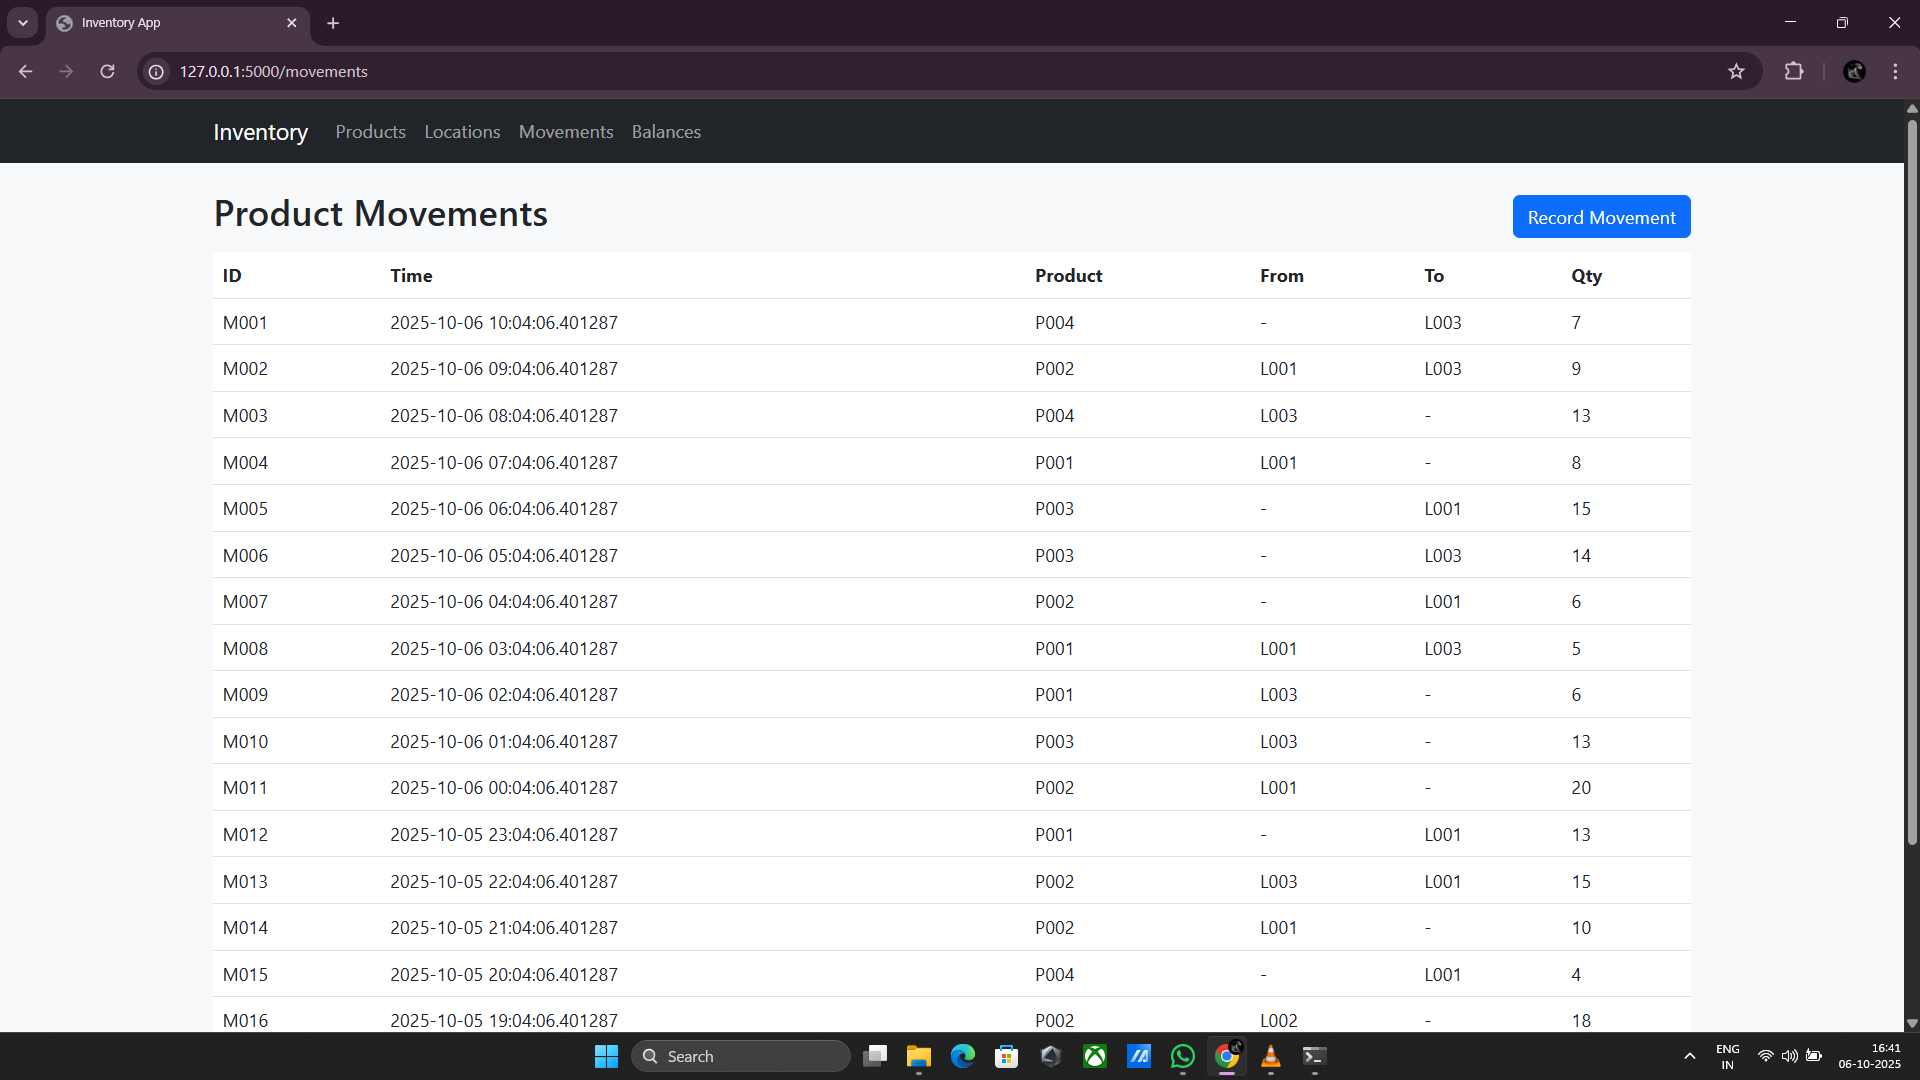 Inventory App
127.0.0.1:5000/movements
Inventory Products Locations Movements Balances
Product Movements Record Movement
ID Time Product From To Qty
M001 2025-10-06 10:04:06.401287 P004 - L003 7
M002 2025-10-06 09:04:06.401287 P002 L001 L003 9
M003 2025-10-06 08:04:06.401287 P004 L003 - 13
M004 2025-10-06 07:04:06.401287 P001 L001 - 8
M005 2025-10-06 06:04:06.401287 P003 - L001 15
M006 2025-10-06 05:04:06.401287 P003 - L003 14
M007 2025-10-06 04:04:06.401287 P002 - L001 6
M008 2025-10-06 03:04:06.401287 P001 L001 L003 5
M009 2025-10-06 02:04:06.401287 P001 L003 - 6
M010 2025-10-06 01:04:06.401287 P003 L003 - 13
M011 2025-10-06 00:04:06.401287 P002 L001 - 20
M012 2025-10-05 23:04:06.401287 P001 - L001 13
M013 2025-10-05 22:04:06.401287 P002 L003 L001 15
M014 2025-10-05 21:04:06.401287 P002 L001 - 10
M015 2025-10-05 20:04:06.401287 P004 - L001 4
M016 2025-10-05 19:04:06.401287 P002 L002 - 18
Search
ENG
IN
16:41
06-10-2025